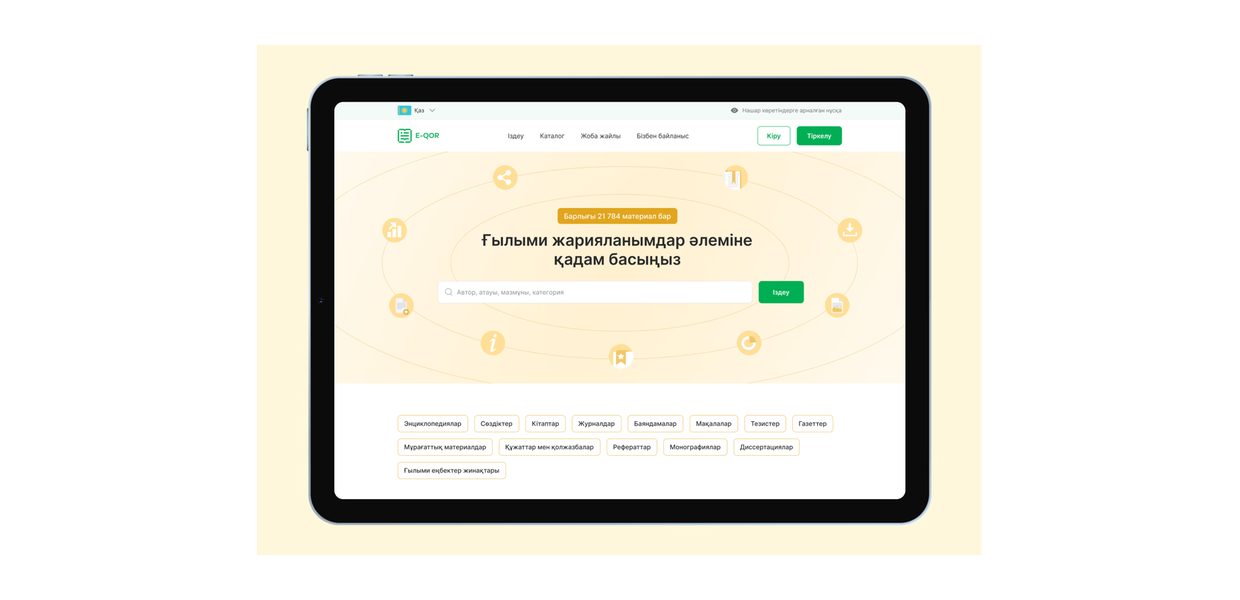 Қаз
Нашар көретіндерге арналған нұсқа
E-QOR
Іздеу
Каталог
Жоба жайлы
Бізбен байланыс
Кіру
Тіркелу
Барлығы 21 784 материал бар
Ғылыми жарияланымдар әлеміне
қадам басыңыз
Автор, атауы, мазмұны, категория
Іздеу
Энциклопедиялар
Сөздіктер
Кітаптар
Журналдар
Баяндамалар
Мақалалар
Тезистер
Газеттер
Мұрағаттық материалдар
Құжаттар мен қолжазбалар
Рефераттар
Монографиялар
Диссертациялар
Ғылыми еңбектер жинақтары